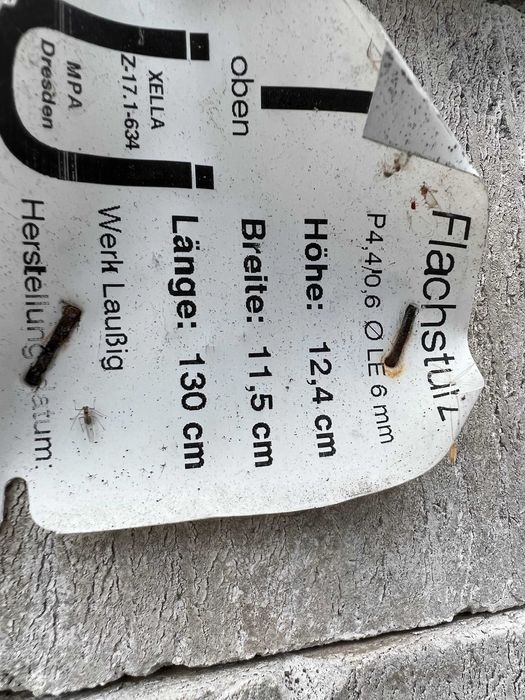 Flachsturz
P4,4/0,6 Ø LE 6 mm
Höhe: 12,4 cm
Breite: 11,5 cm
Länge: 130 cm
Werk Laußig
Herstellungsdatum:
oben
XELLA
Z-17.1-634
MPA
Dresden